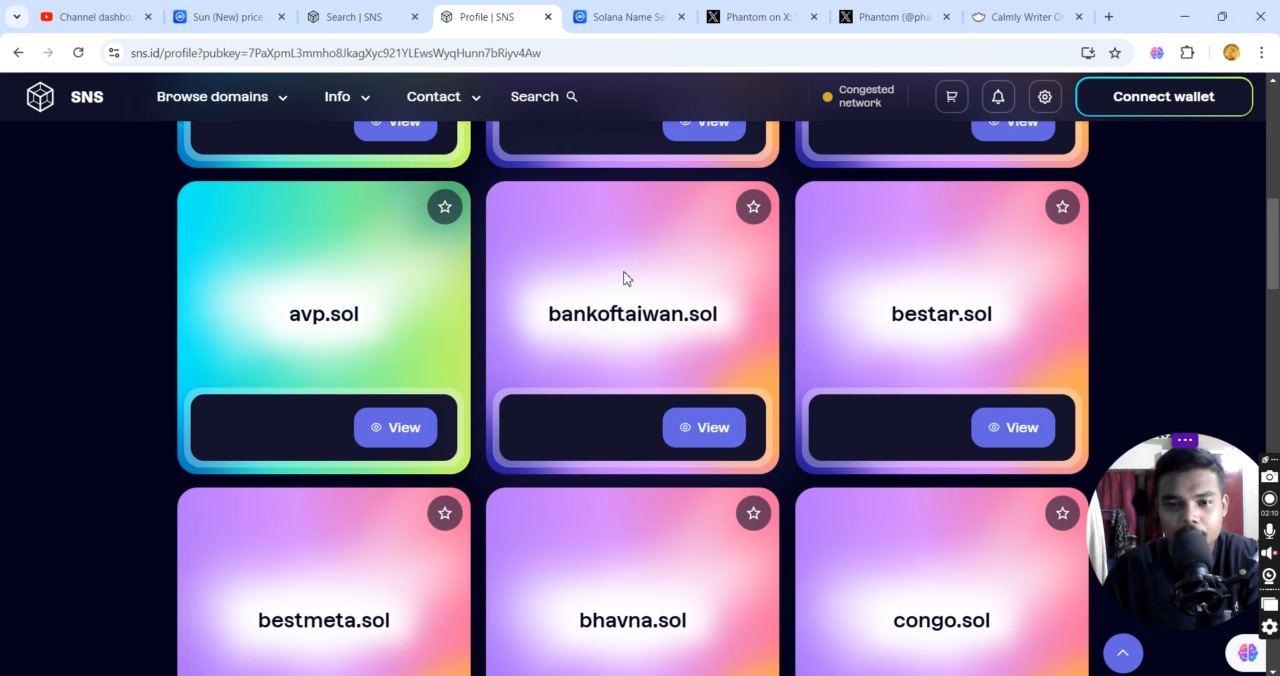 Channel dashbo
Sun (New) price
Search | SNS
Profile | SNS
Solana Name Se
Phantom on X: "
Phantom (@pha
Calmly Writer O
sns.id/profile?pubkey=7PaXpmL3mmho8JkagXyc921YLEwsWyqHunn7bRiyv4Aw
SNS
Browse domains
Info
Contact
Search
Congested
network
Connect wallet
View
View
View
avp.sol
bankoftaiwan.sol
bestar.sol
View
View
View
bestmeta.sol
bhavna.sol
congo.sol
02:10